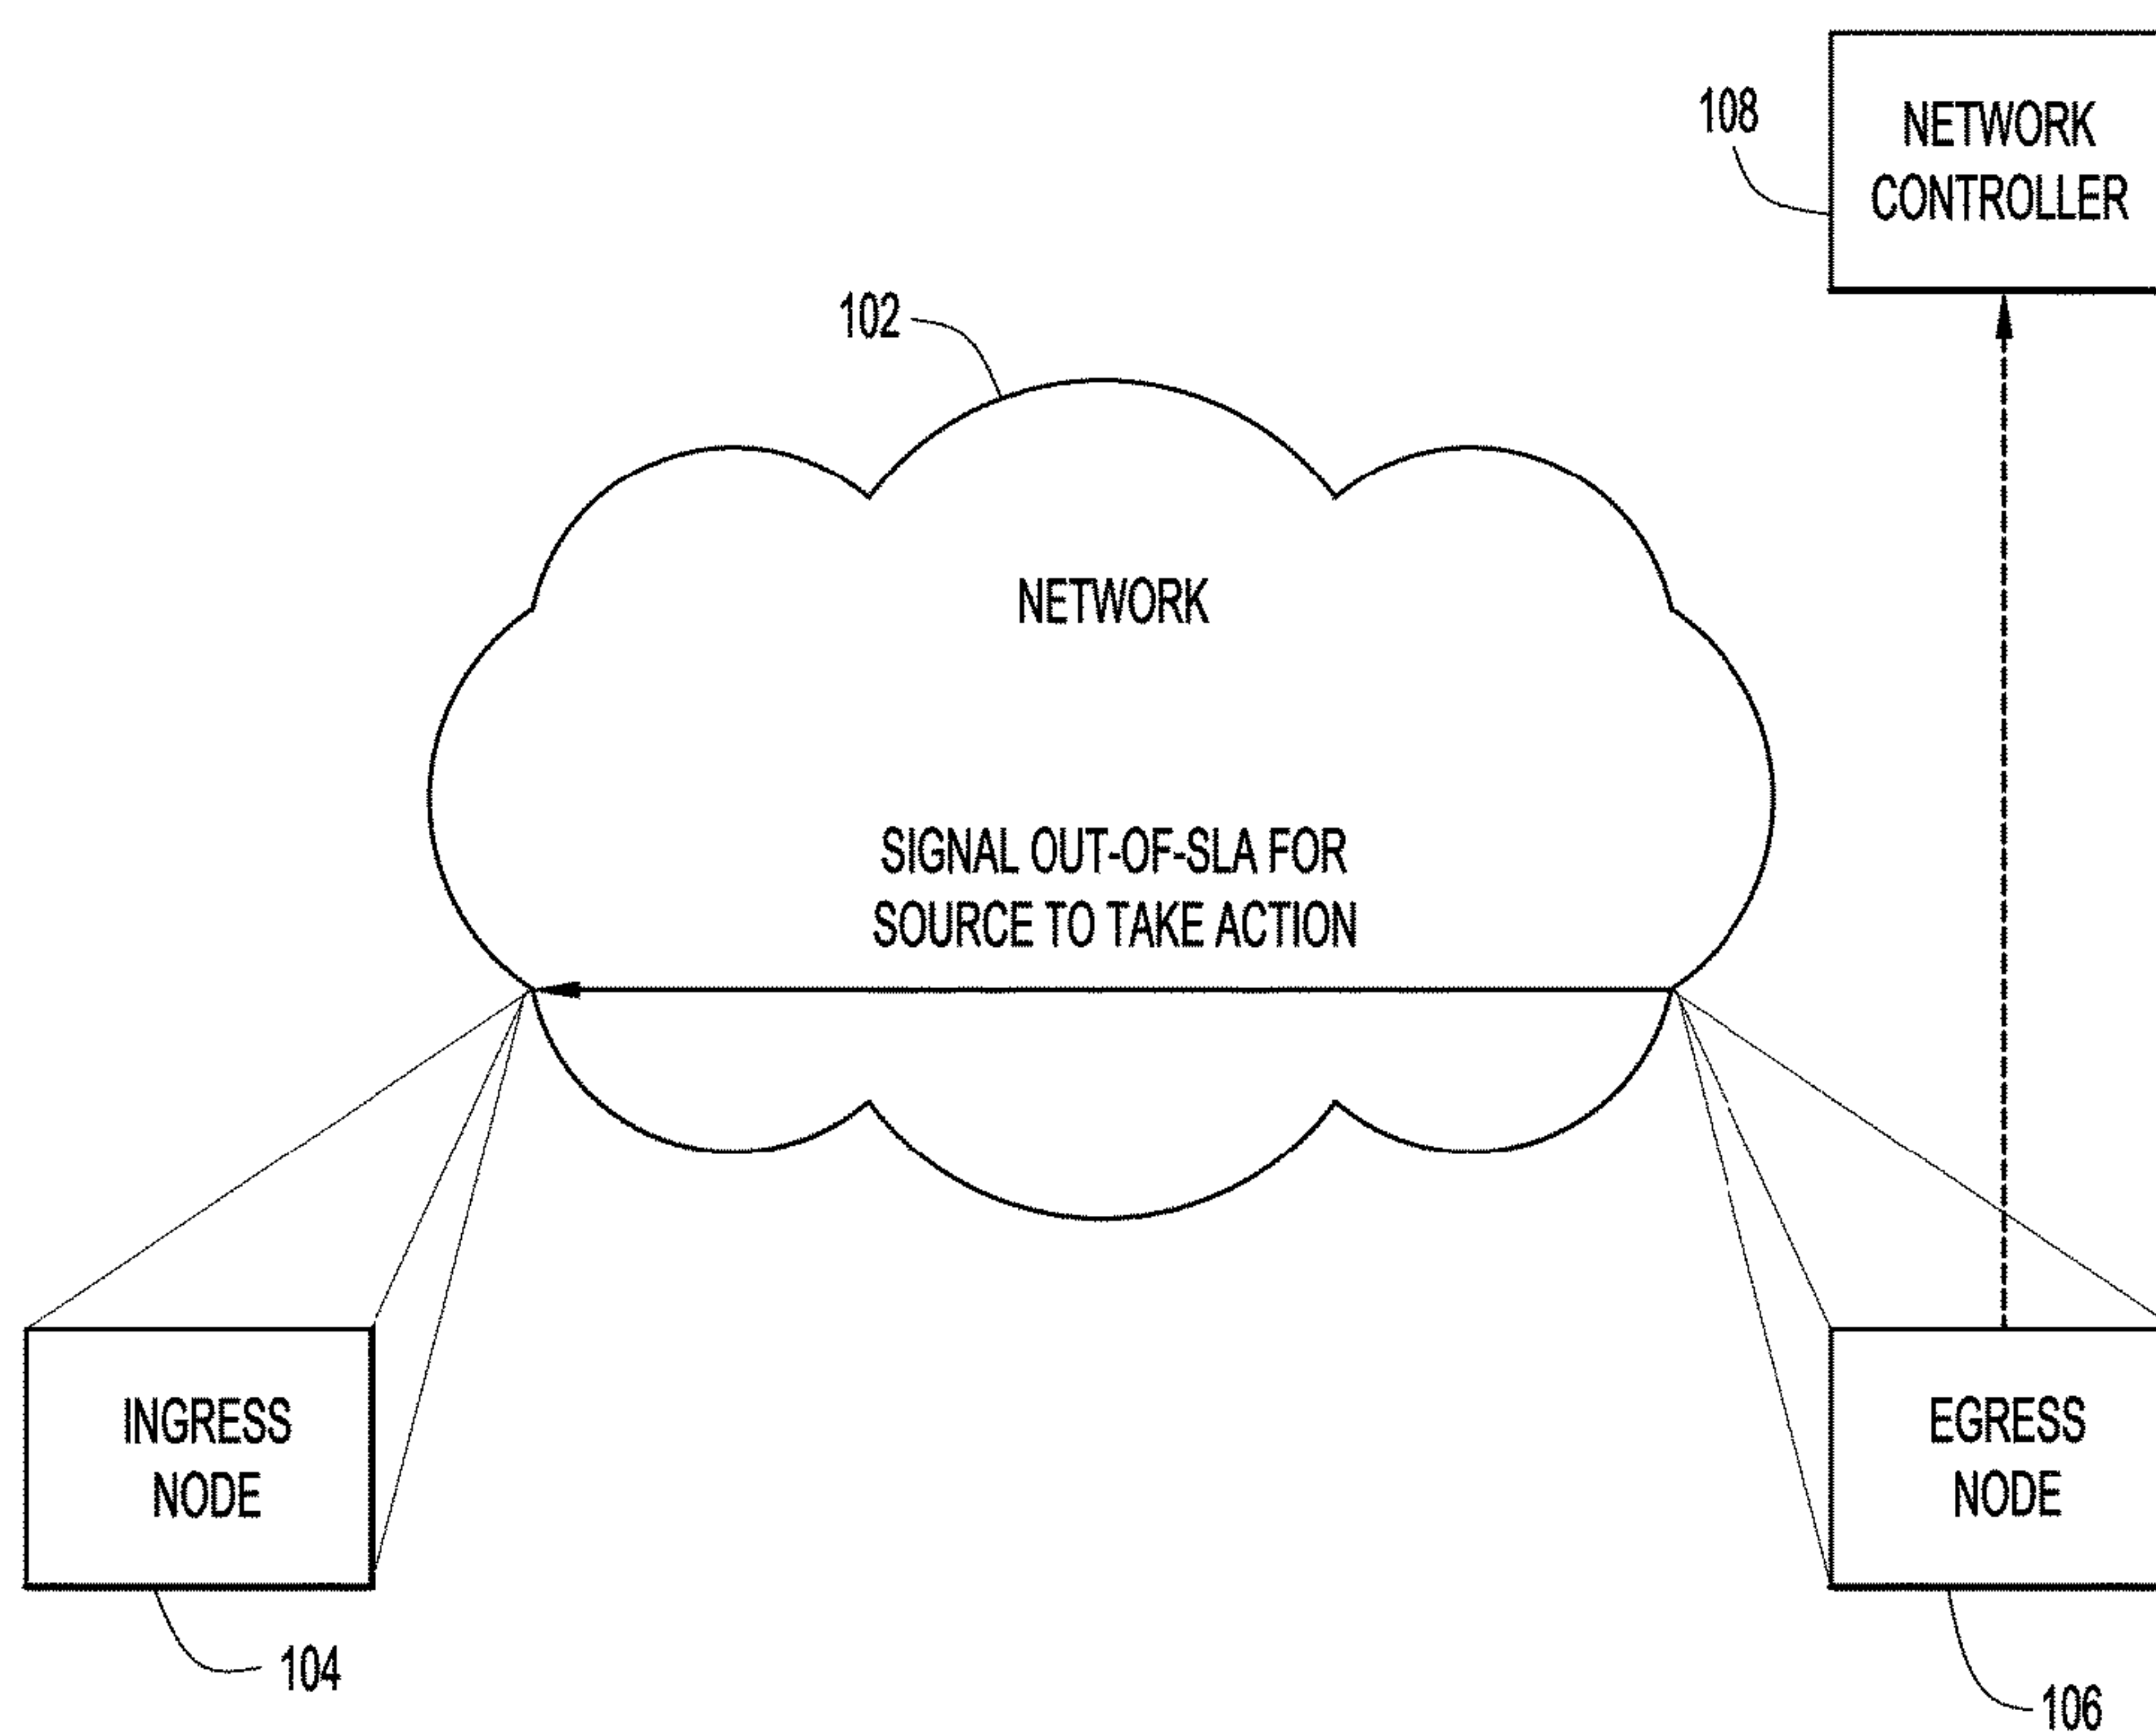 108
NETWORK
CONTROLLER
102
NETWORK
SIGNAL OUT-OF-SLA FOR
SOURCE TO TAKE ACTION
INGRESS
NODE
EGRESS
NODE
104
106